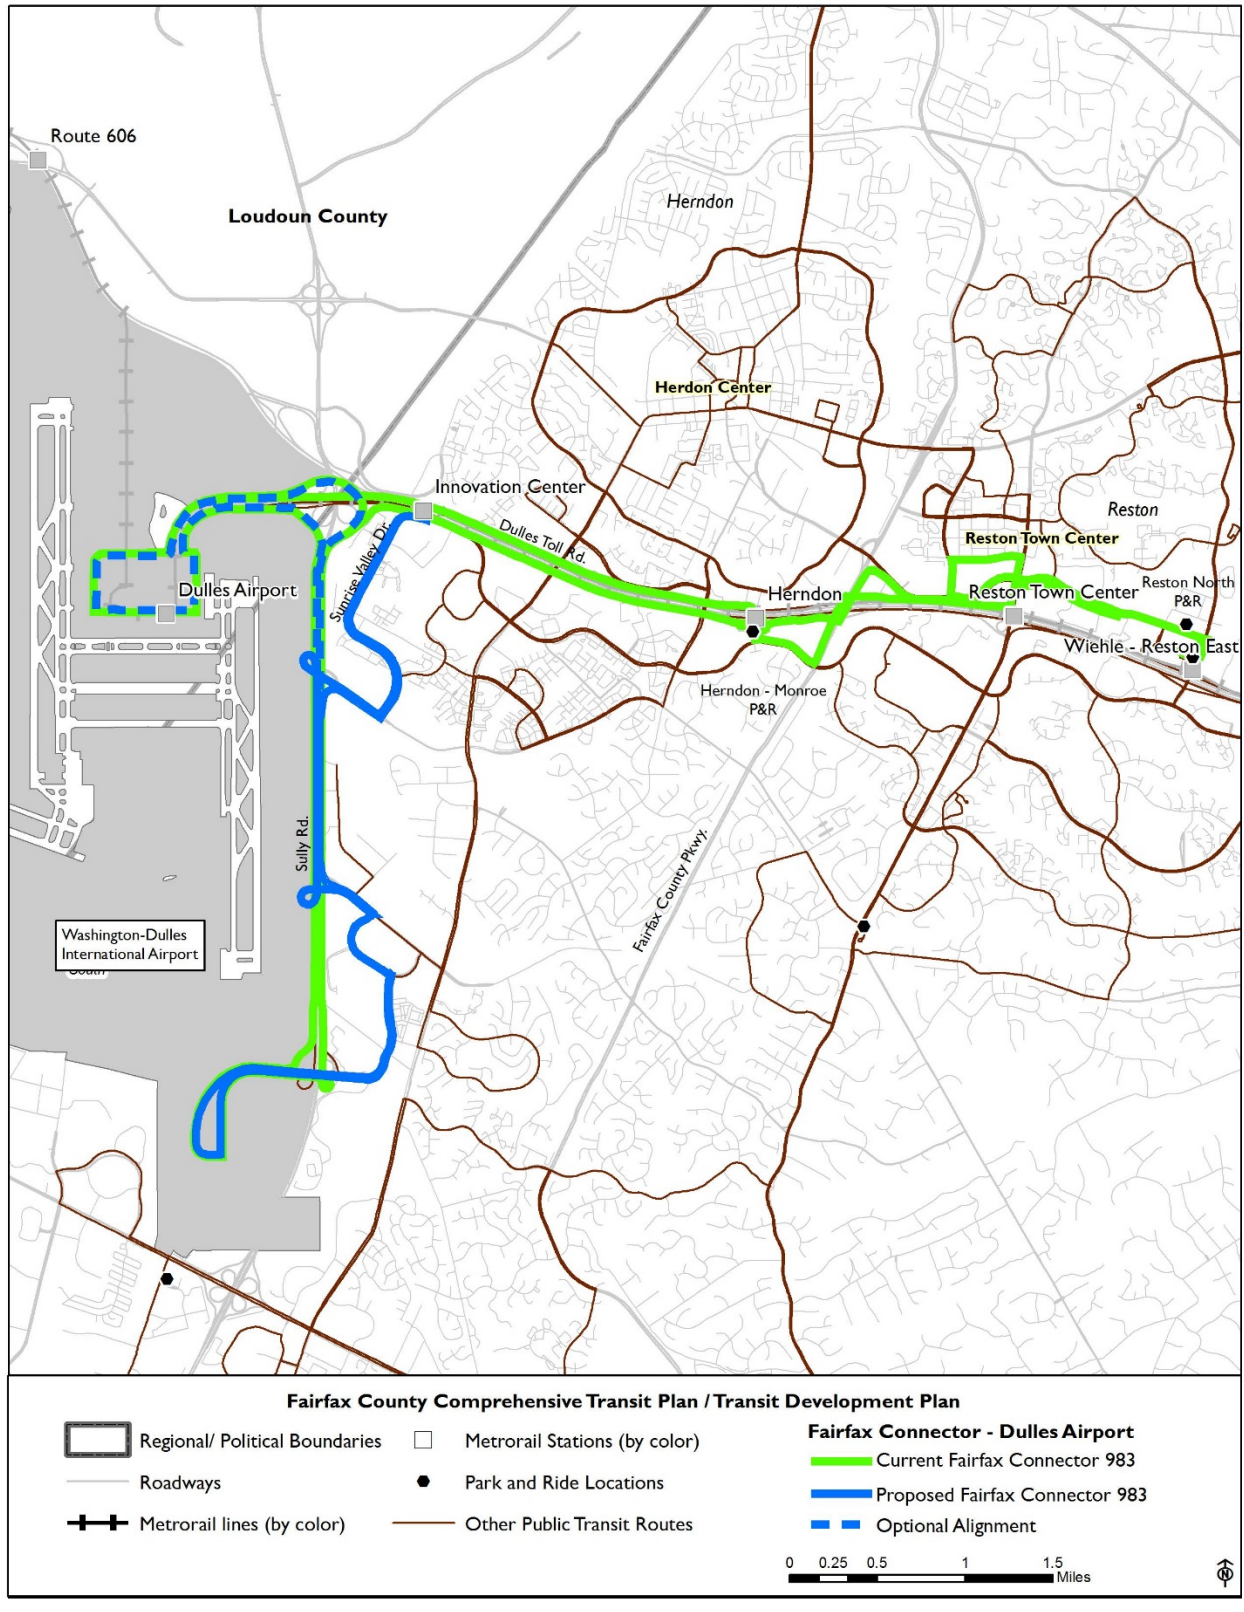 Route 606
Loudoun County
Herndon
Herdon Center
Innovation Center
Dulles Toll Rd.
Sunrise Valley Dr.
Reston
Reston Town Center
Dulles Airport
Herndon
Reston Town Center
Reston North
P&R
Wiehle - Reston East
Herndon - Monroe
P&R
Sully Rd.
Fairfax County Pkwy.
Washington-Dulles
International Airport
South
Fairfax County Comprehensive Transit Plan / Transit Development Plan
Regional/ Political Boundaries
Metrorail Stations (by color)
Fairfax Connector - Dulles Airport
Current Fairfax Connector 983
Roadways
Park and Ride Locations
Proposed Fairfax Connector 983
Metrorail lines (by color)
Other Public Transit Routes
Optional Alignment
0 0.25 0.5 1 1.5
Miles
N